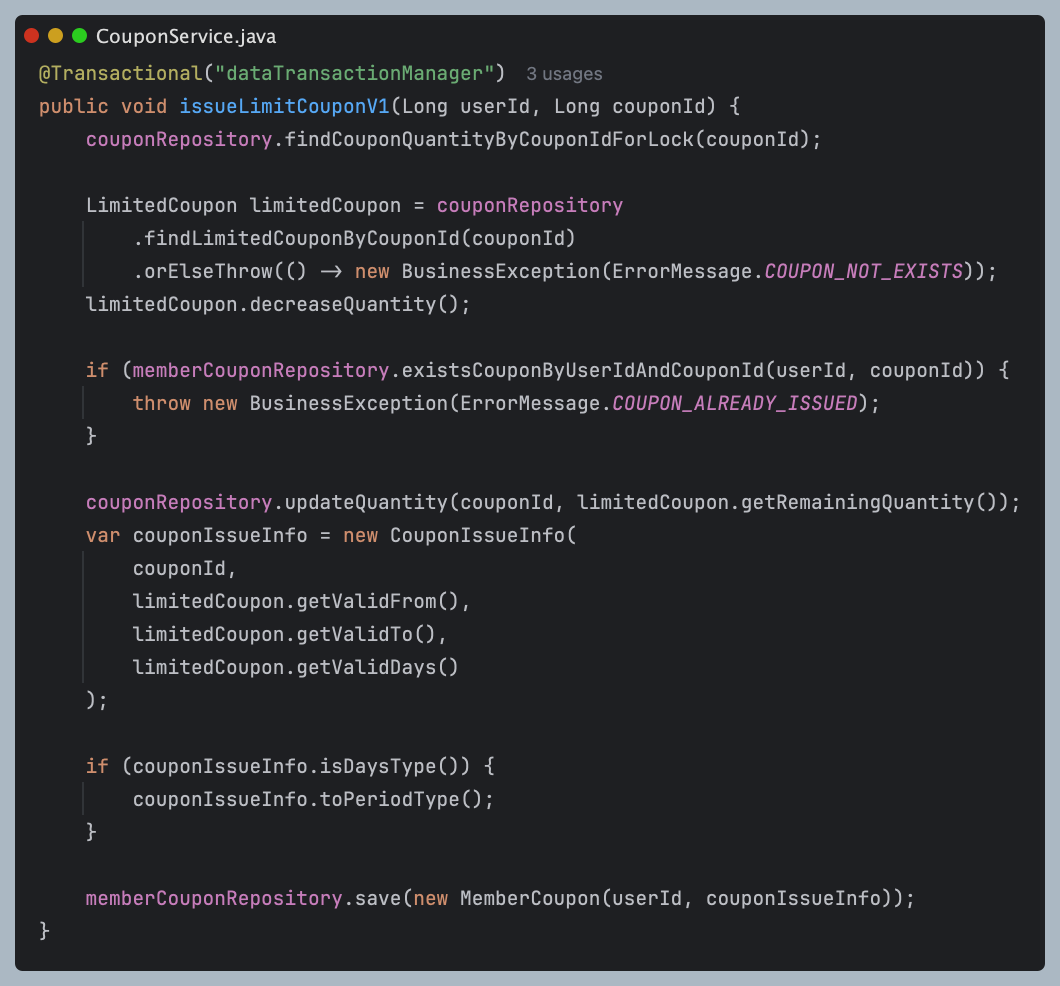 CouponService.java
@Transactional("dataTransactionManager") 3 usages
public void issueLimitCouponV1(Long userId, Long couponId) {
    couponRepository.findCouponQuantityByCouponIdForLock(couponId);

    LimitedCoupon limitedCoupon = couponRepository
        .findLimitedCouponByCouponId(couponId)
        .orElseThrow(() -> new BusinessException(ErrorMessage.COUPON_NOT_EXISTS));
    limitedCoupon.decreaseQuantity();

    if (memberCouponRepository.existsCouponByUserIdAndCouponId(userId, couponId)) {
        throw new BusinessException(ErrorMessage.COUPON_ALREADY_ISSUED);
    }

    couponRepository.updateQuantity(couponId, limitedCoupon.getRemainingQuantity());
    var couponIssueInfo = new CouponIssueInfo(
        couponId,
        limitedCoupon.getValidFrom(),
        limitedCoupon.getValidTo(),
        limitedCoupon.getValidDays()
    );

    if (couponIssueInfo.isDaysType()) {
        couponIssueInfo.toPeriodType();
    }

    memberCouponRepository.save(new MemberCoupon(userId, couponIssueInfo));
}